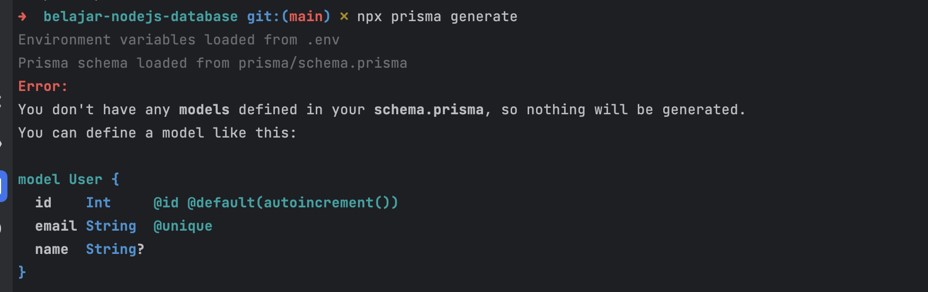 ➜ belajar-nodejs-database git:(main) ✗ npx prisma generate
Environment variables loaded from .env
Prisma schema loaded from prisma/schema.prisma
Error:
You don't have any models defined in your schema.prisma, so nothing will be generated.
You can define a model like this:

model User {
  id    Int     @id @default(autoincrement())
  email String  @unique
  name  String?
}